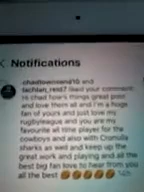 Notifications
chadtownsend10 and
lachlan_reid7 liked your comment:
Hi chad how's things great post
and love them all and I'm a huge
fan of yours and just love my
rugbyleague and you are my
favourite all time player for the
cowboys and also with Cronulla
sharks as well and keep up the
great work and playing and all the
best big fan love to hear from you
all the best